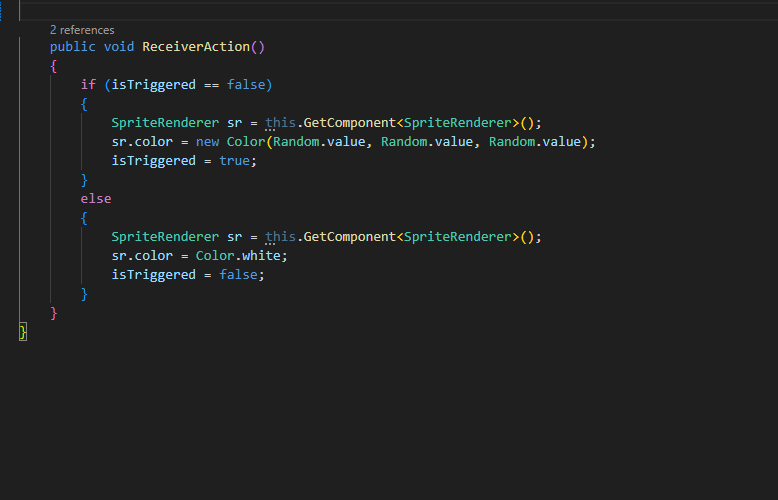 2 references
public void ReceiverAction()
{
if (isTriggered == false)
{
SpriteRenderer sr = this.GetComponent<SpriteRenderer>();
sr.color = new Color(Random.value, Random.value, Random.value);
isTriggered = true;
}
else
{
SpriteRenderer sr = this.GetComponent<SpriteRenderer>();
sr.color = Color.white;
isTriggered = false;
}
}
}